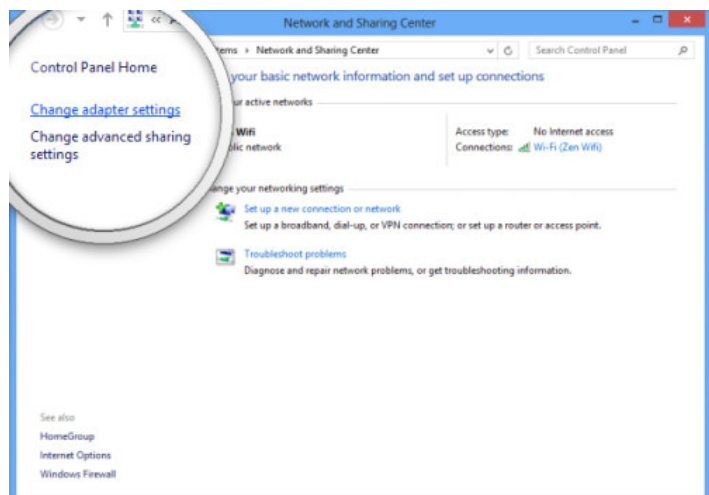 Network and Sharing Center
Network and Sharing Center
Search Control Panel
Control Panel Home
Change adapter settings
Change advanced sharing
settings
your basic network information and set up connections
active networks
Wifi
network
Access type: No Internet access
Connections: Wi-Fi (Zen Wifi)
your networking settings
Set up a new connection or network
Set up a broadband, dial-up, or VPN connection; or set up a router or access point.
Troubleshoot problems
Diagnose and repair network problems, or get troubleshooting information.
See also
HomeGroup
Internet Options
Windows Firewall